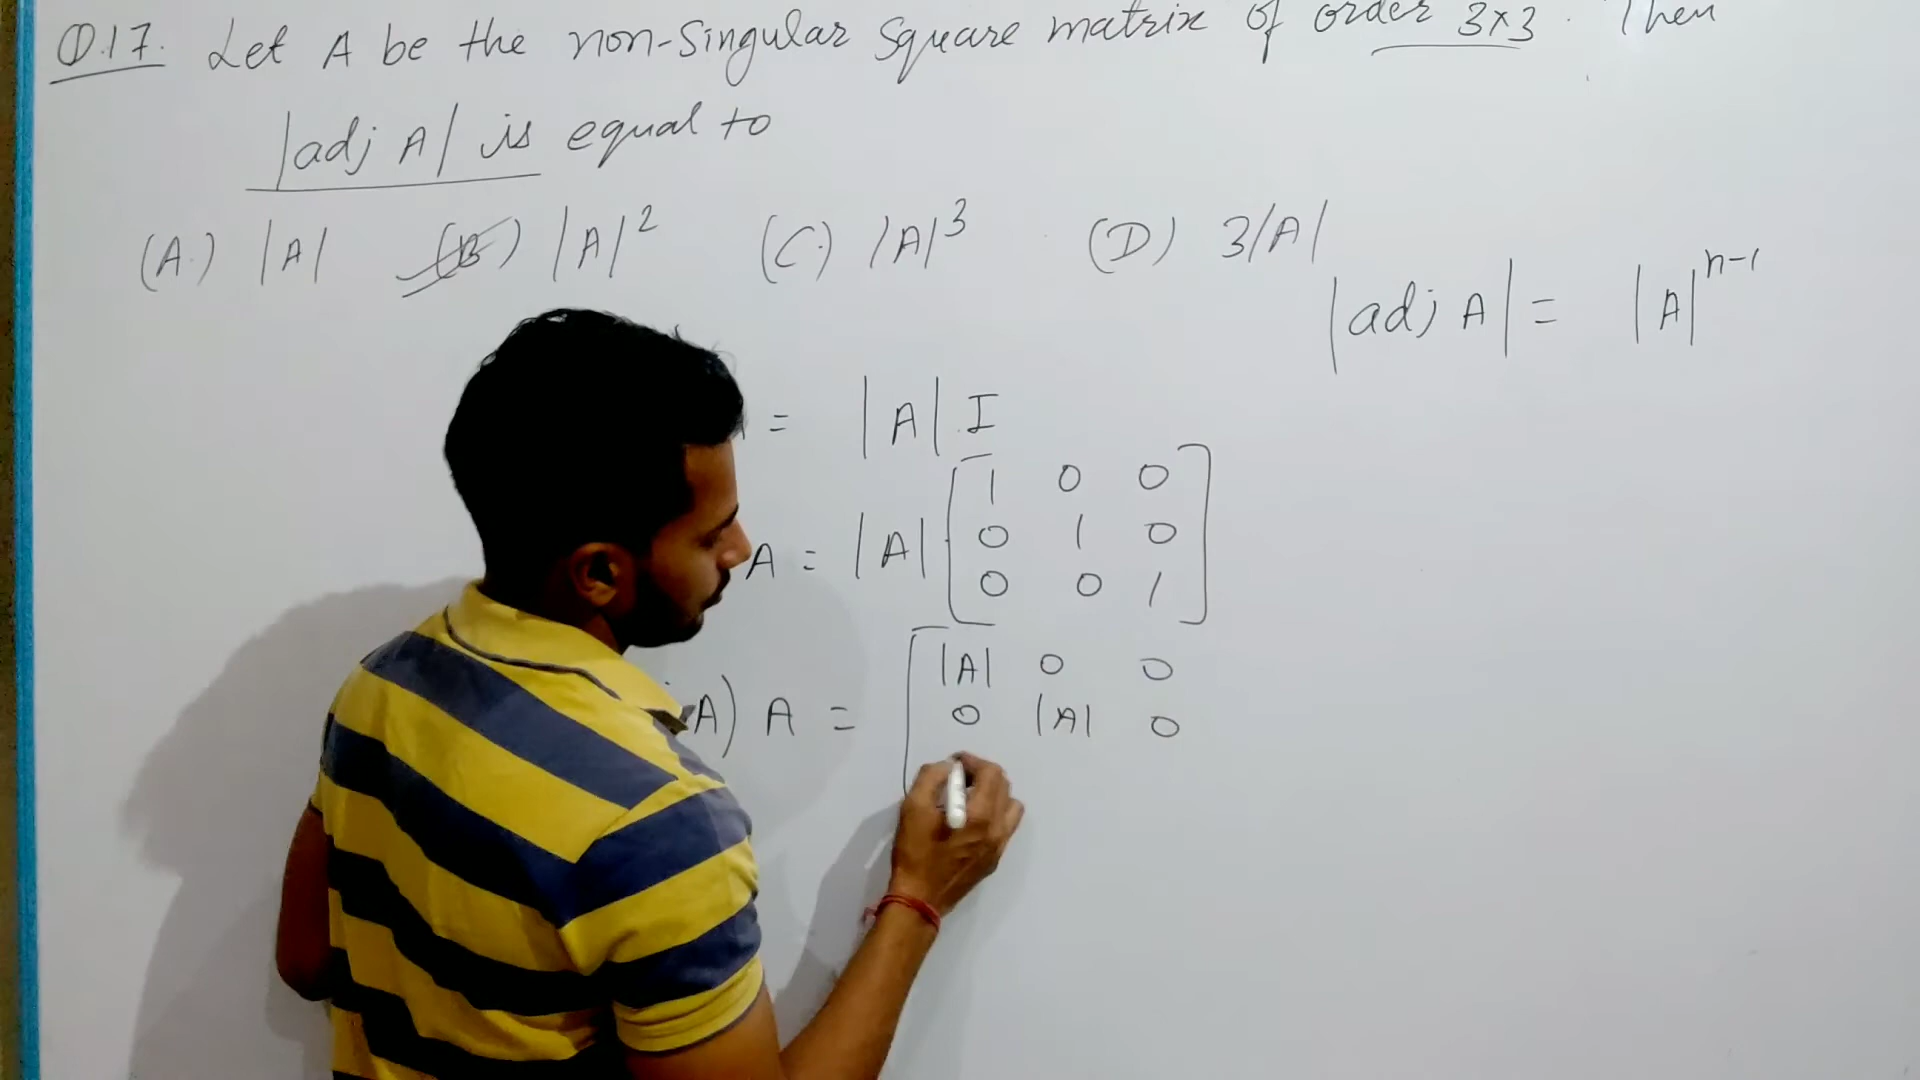 Q.17. Let A be the non-singular square matrix of order 3×3. Then
|adj A| is equal to
(A.) |A| (B) |A|² (C.) |A|³ (D) 3|A|
|adj A| = |A|ⁿ⁻¹
= |A| I
A = |A| [1 0 0
0 1 0
0 0 1]
A) A = [|A| 0 0
0 |A| 0